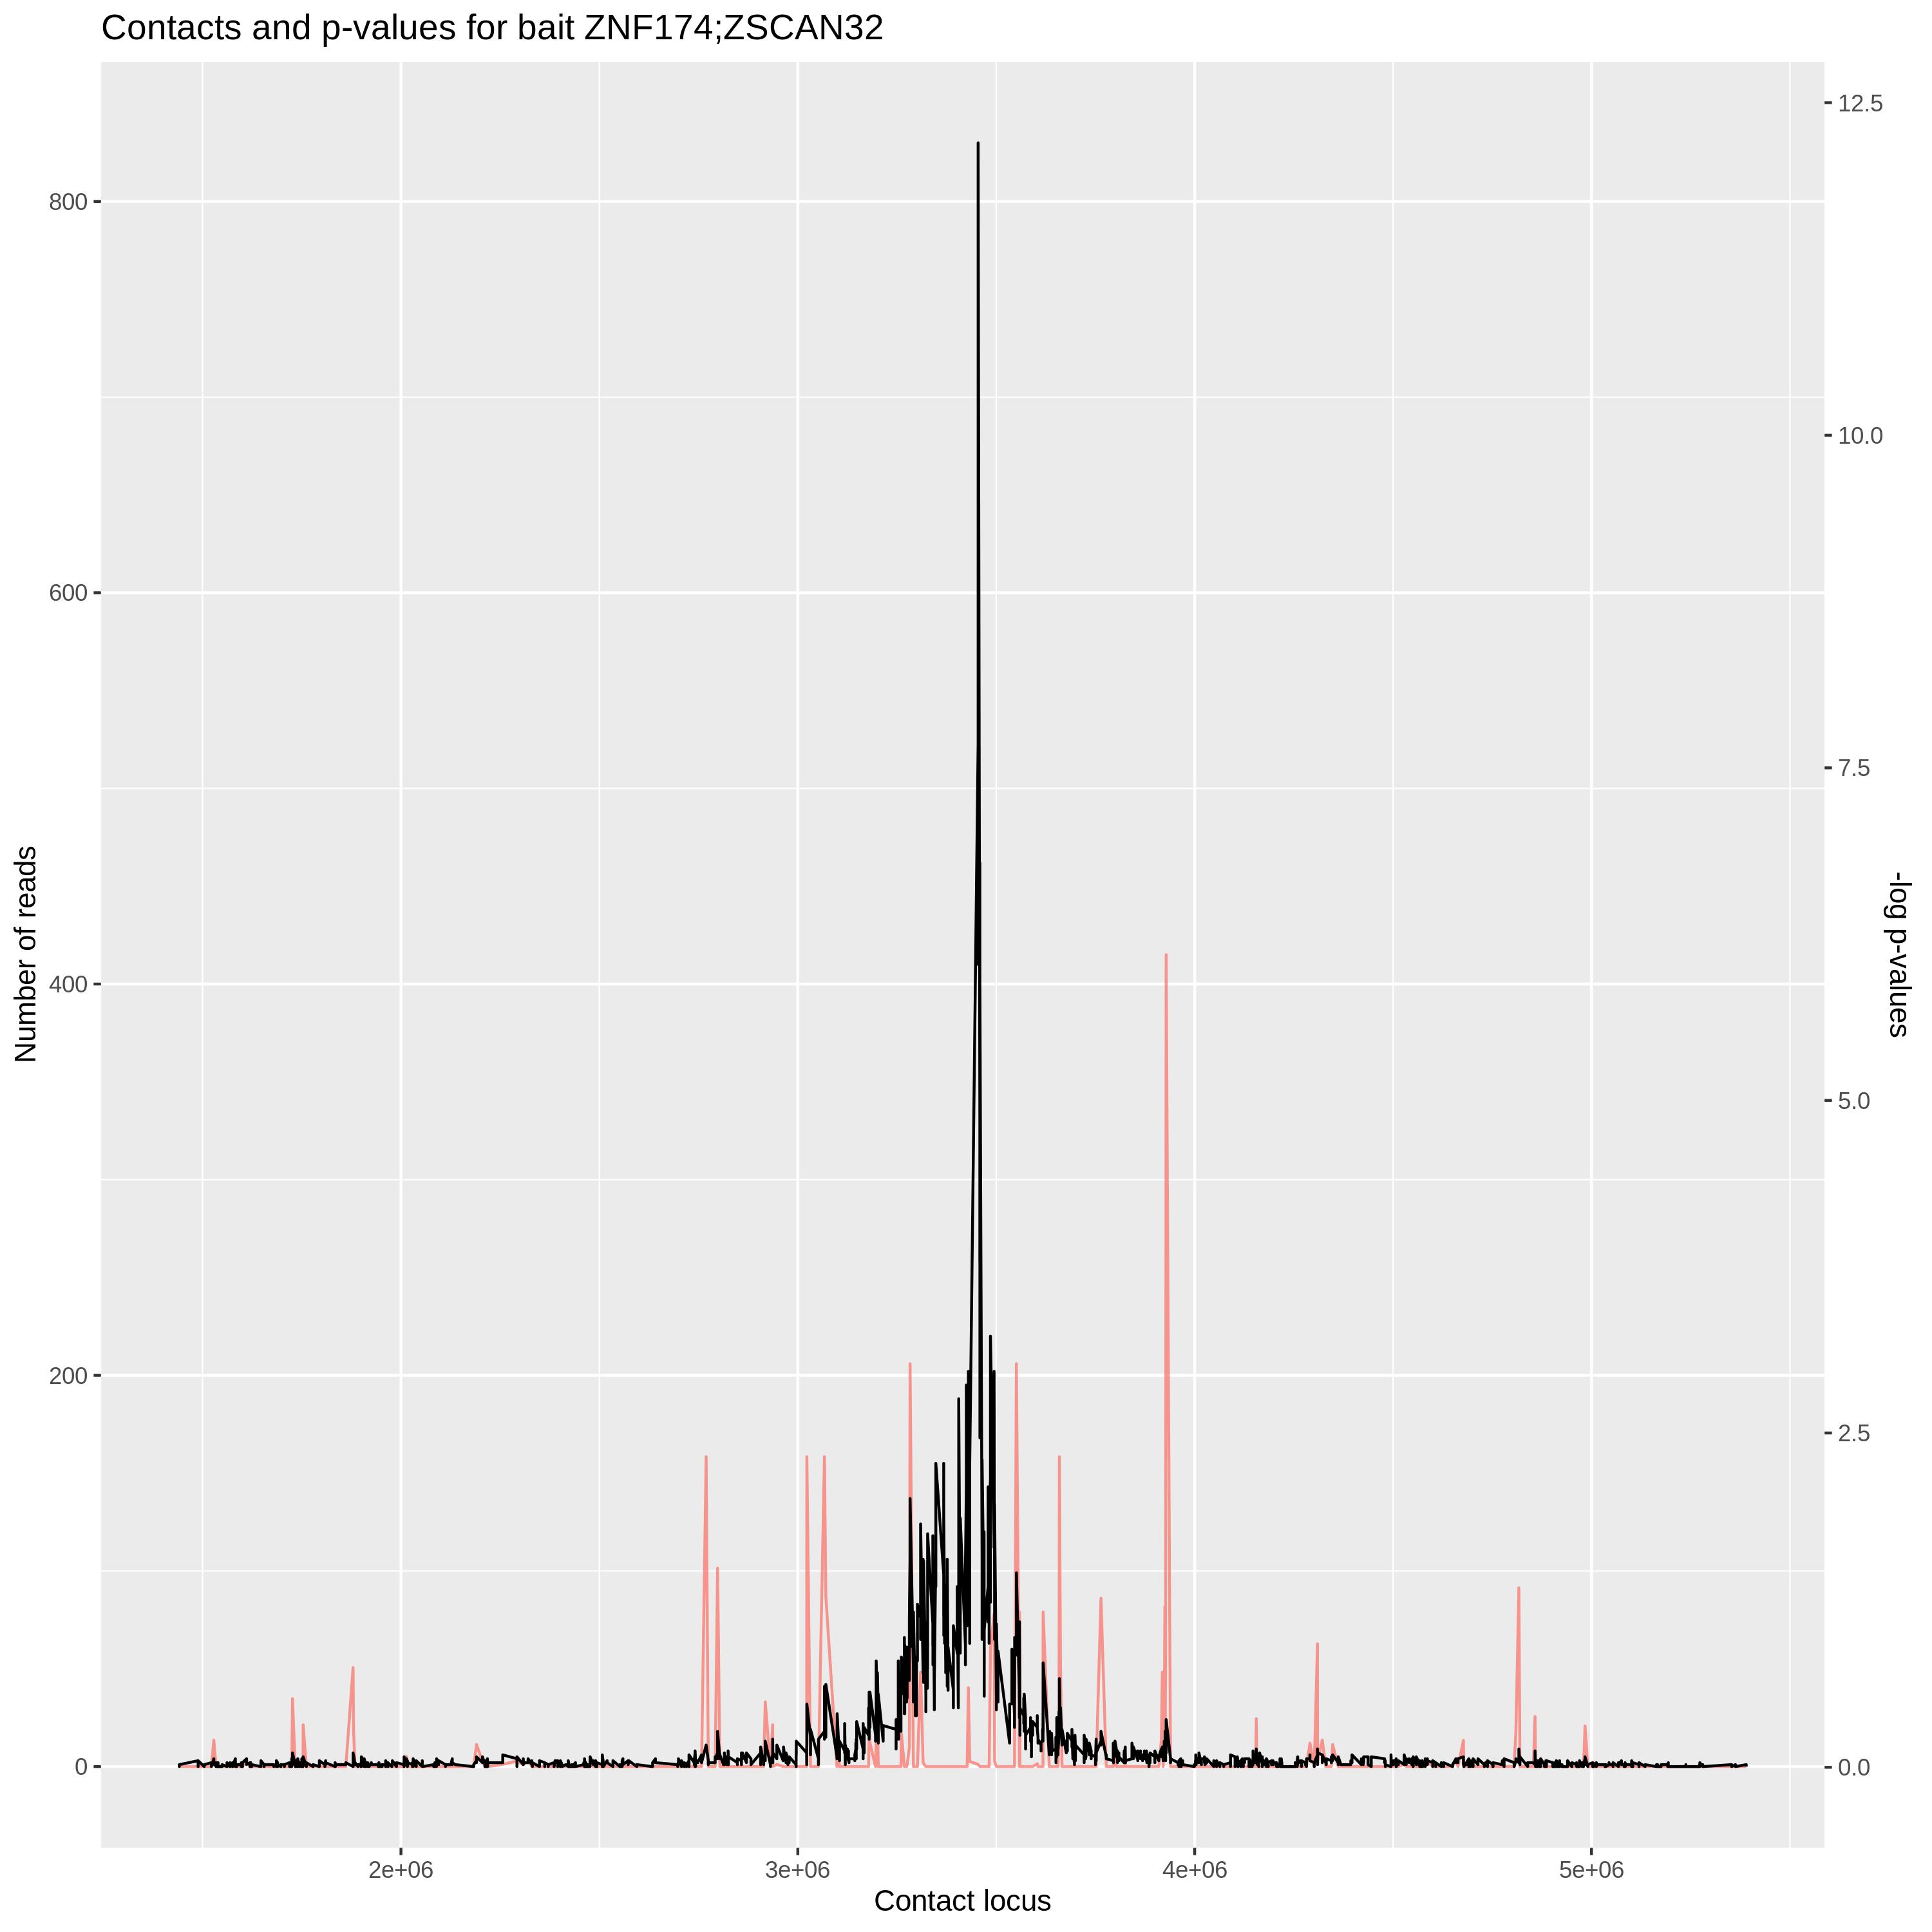 Contacts and p-values for bait ZNF174;ZSCAN32
12.5
800
10.0
600
7.5
Number of reads
-log p-values
400
5.0
200
2.5
0
0.0
2e+06
3e+06
4e+06
5e+06
Contact locus